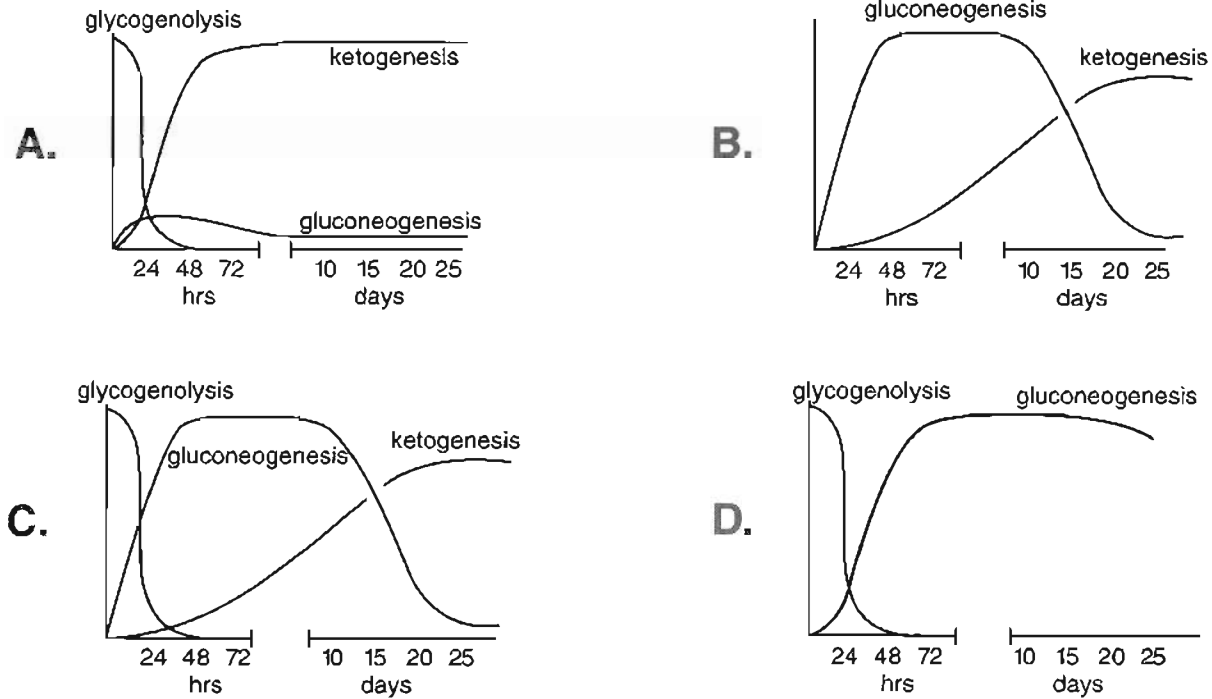 glycogenolysis
ketogenesis
A.
gluconeogenesis
24 48 72 10 15 20 25
hrs days
gluconeogenesis
ketogenesis
B.
24 48 72 10 15 20 25
hrs days
glycogenolysis
ketogenesis
gluconeogenesis
C.
24 48 72 10 15 20 25
hrs days
glycogenolysis
gluconeogenesis
D.
24 48 72 10 15 20 25
hrs days